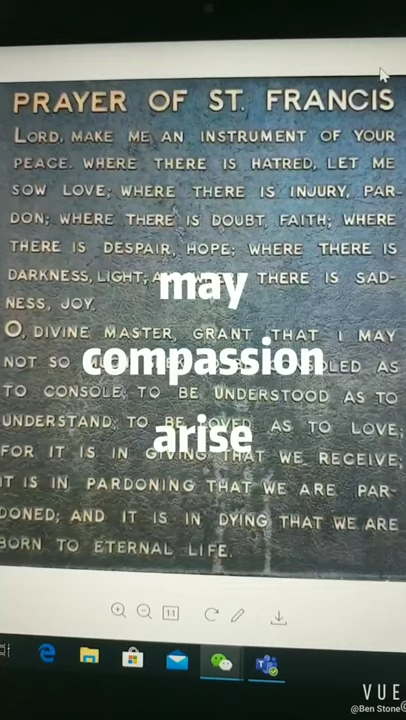 PRAYER OF ST. FRANCIS
LORD, MAKE ME AN INSTRUMENT OF YOUR
PEACE. WHERE THERE IS HATRED, LET ME
SOW LOVE; WHERE THERE IS INJURY, PAR-
DON; WHERE THERE IS DOUBT, FAITH; WHERE
THERE IS DESPAIR, HOPE; WHERE THERE IS
DARKNESS, LIGHT; THERE IS SAD-
may
NESS, JOY.
O, DIVINE MASTER, GRANT THAT I MAY
NOT SO AS
compassion
TO CONSOLE; TO BE UNDERSTOOD AS TO
UNDERSTAND; TO BE LOVED AS TO LOVE;
arise
FOR IT IS IN GIVING THAT WE RECEIVE;
IT IS IN PARDONING THAT WE ARE PAR-
DONED; AND IT IS IN DYING THAT WE ARE
BORN TO ETERNAL LIFE.
1:1
VUE
@Ben Stone